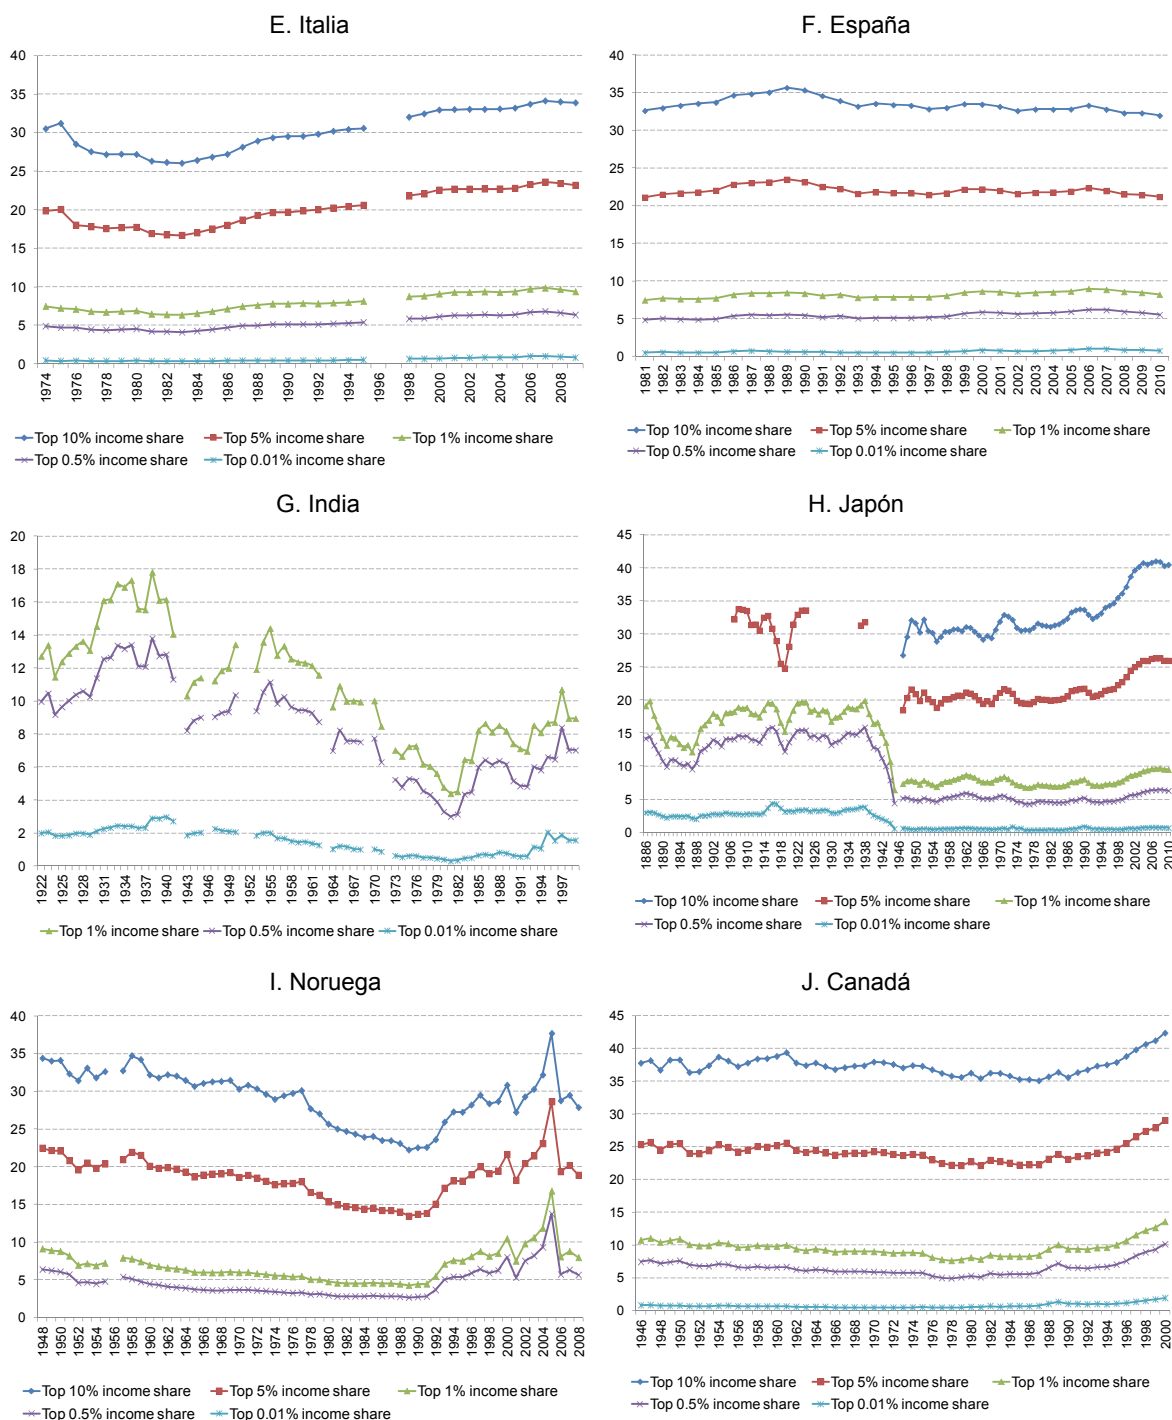 E. Italia
40
35
30
25
20
15
10
5
0
1974 1976 1978 1980 1982 1984 1986 1988 1990 1992 1994 1996 1998 2000 2002 2004 2006 2008
Top 10% income share Top 5% income share Top 1% income share
Top 0.5% income share Top 0.01% income share
F. España
40
35
30
25
20
15
10
5
0
1981 1982 1983 1984 1985 1986 1987 1988 1989 1990 1991 1992 1993 1994 1995 1996 1997 1998 1999 2000 2001 2002 2003 2004 2005 2006 2007 2008 2009 2010
Top 10% income share Top 5% income share Top 1% income share
Top 0.5% income share Top 0.01% income share
G. India
20
18
16
14
12
10
8
6
4
2
0
1922 1925 1928 1931 1934 1937 1940 1943 1946 1949 1952 1955 1958 1961 1964 1967 1970 1973 1976 1979 1982 1985 1988 1991 1994 1997
Top 1% income share Top 0.5% income share Top 0.01% income share
H. Japón
45
40
35
30
25
20
15
10
5
0
1886 1890 1894 1898 1902 1906 1910 1914 1918 1922 1926 1930 1934 1938 1942 1946 1950 1954 1958 1962 1966 1970 1974 1978 1982 1986 1990 1994 1998 2002 2006 2010
Top 10% income share Top 5% income share Top 1% income share
Top 0.5% income share Top 0.01% income share
I. Noruega
40
35
30
25
20
15
10
5
0
1948 1950 1952 1954 1956 1958 1960 1962 1964 1966 1968 1970 1972 1974 1976 1978 1980 1982 1984 1986 1988 1990 1992 1994 1996 1998 2000 2002 2004 2006 2008
Top 10% income share Top 5% income share Top 1% income share
Top 0.5% income share Top 0.01% income share
J. Canadá
45
40
35
30
25
20
15
10
5
0
1946 1948 1950 1952 1954 1956 1958 1960 1962 1964 1966 1968 1970 1972 1974 1976 1978 1980 1982 1984 1986 1988 1990 1992 1994 1996 1998 2000
Top 10% income share Top 5% income share Top 1% income share
Top 0.5% income share Top 0.01% income share